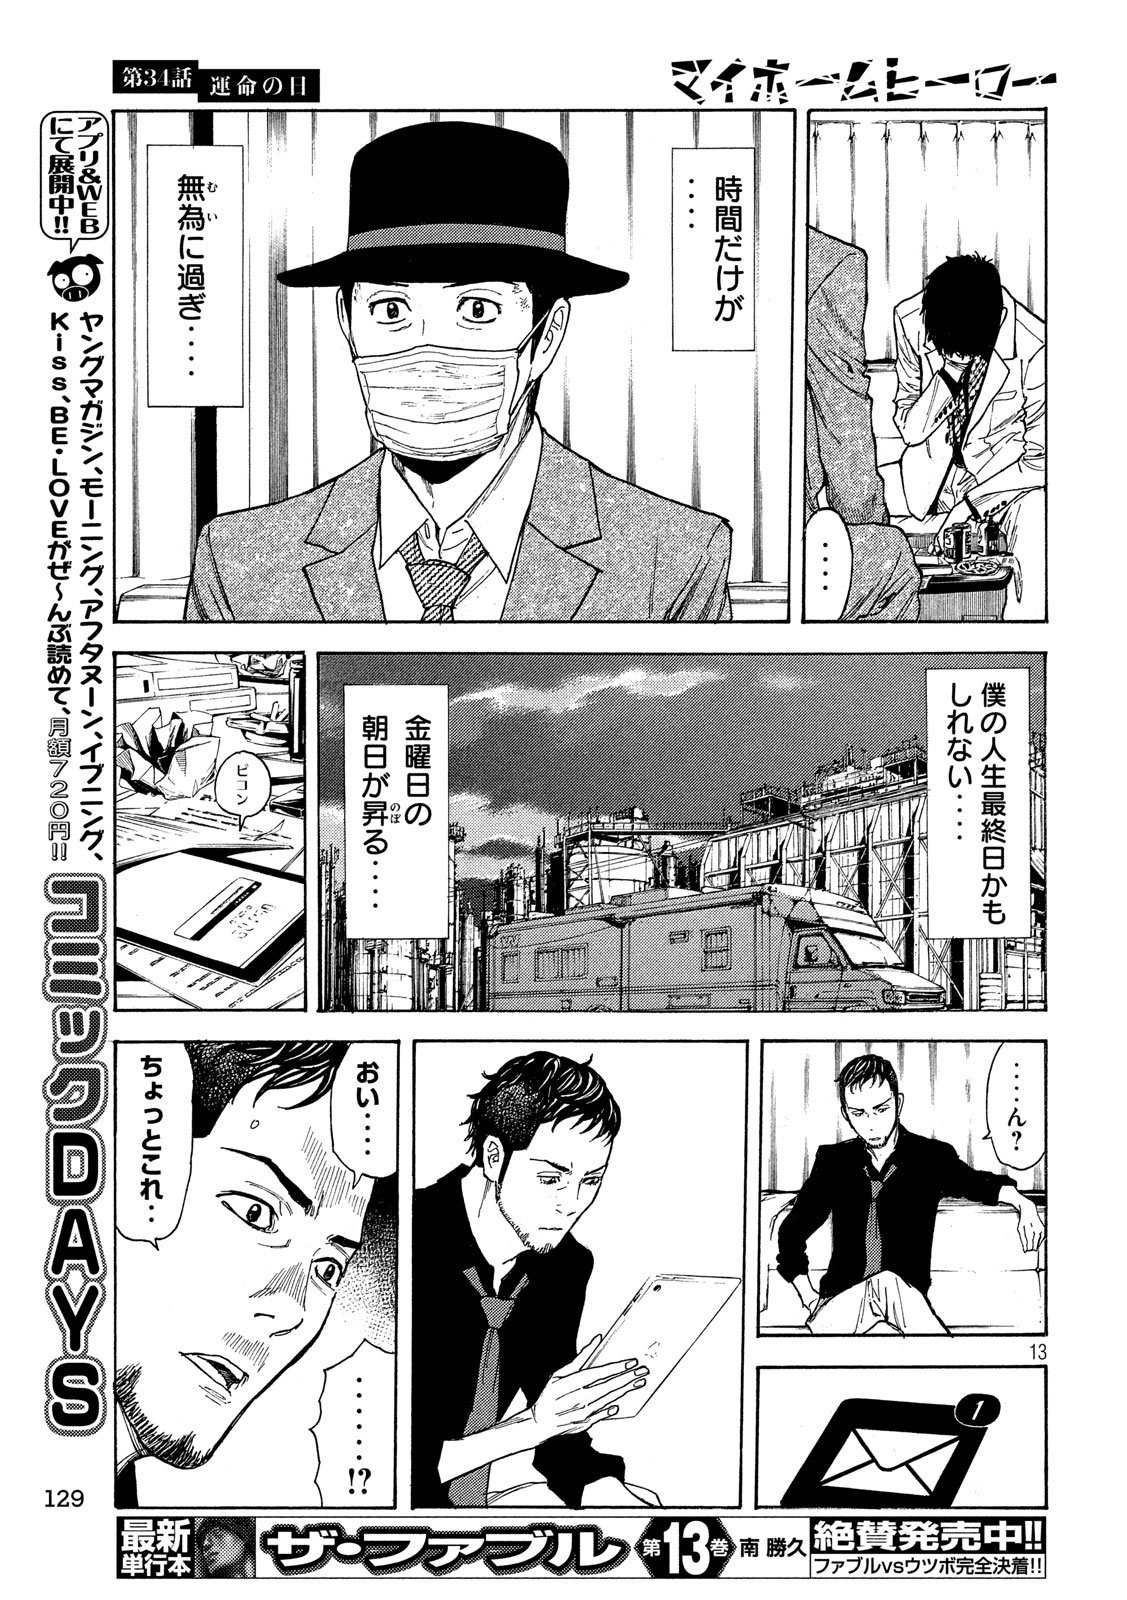 第34話
運命の日
マイホームヒーロー
時間だけが
‥‥
無為に過ぎ‥‥
むい
‥‥
僕の人生最終日かも
しれない‥‥
金曜日の
朝日が昇る‥‥
のぼ
ピコン
‥‥ん?
1
おい‥‥
ちょっとこれ‥
‥‥‥!?
13
アプリ&WEB
にて展開中!!
ヤングマガジン、モーニング、アフタヌーン、イブニング、
Kiss、BE・LOVEがぜ〜んぶ読めて、月額720円!!
コミックDAYS
129
最新
単行本
ザ・ファブル
第13巻
南 勝久
絶賛発売中!!
ファブルvsウツボ完全決着!!